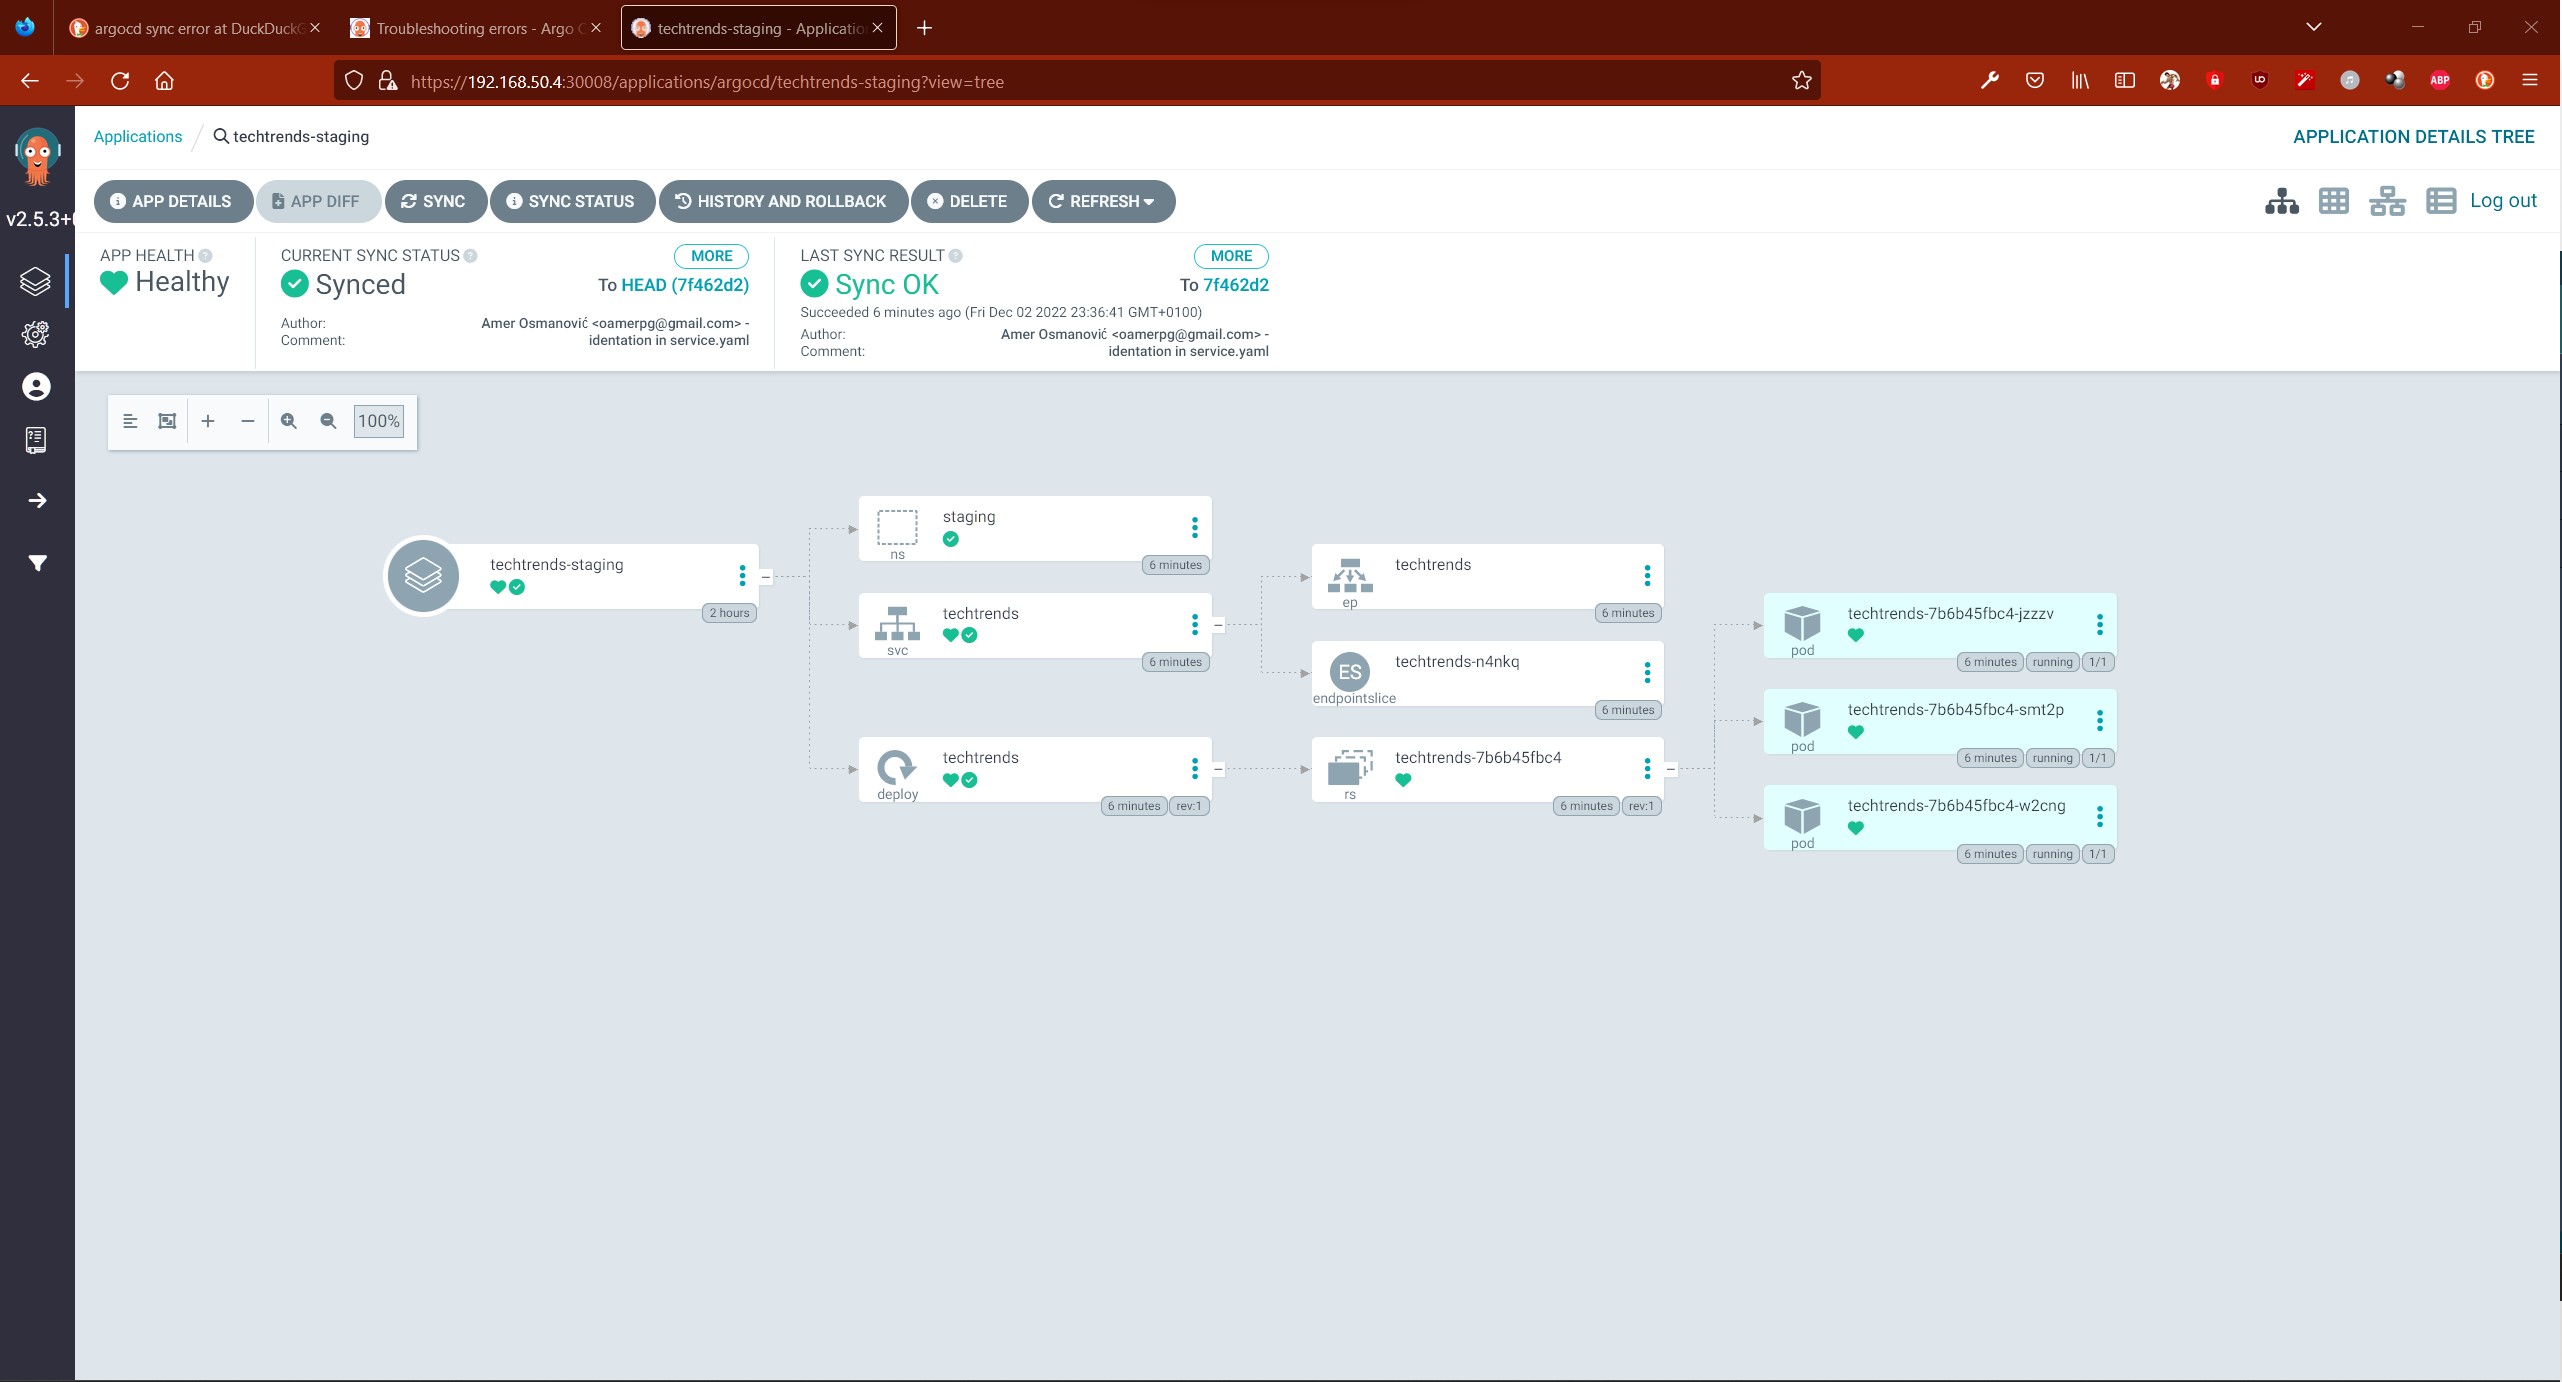 argocd sync error at DuckDuckG
Troubleshooting errors - Argo C
techtrends-staging - Applicatio
https://192.168.50.4:30008/applications/argocd/techtrends-staging?view=tree
ABP
Applications / techtrends-staging
APPLICATION DETAILS TREE
v2.5.3+
APP DETAILS
APP DIFF
SYNC
SYNC STATUS
HISTORY AND ROLLBACK
DELETE
REFRESH
Log out
APP HEALTH
Healthy
CURRENT SYNC STATUS
MORE
Synced
To HEAD (7f462d2)
Author: Amer Osmanović <oamerpg@gmail.com> -
Comment: identation in service.yaml
LAST SYNC RESULT
MORE
Sync OK
To 7f462d2
Succeeded 6 minutes ago (Fri Dec 02 2022 23:36:41 GMT+0100)
Author: Amer Osmanović <oamerpg@gmail.com> -
Comment: identation in service.yaml
100%
techtrends-staging
2 hours
staging
ns
6 minutes
techtrends
svc
6 minutes
techtrends
deploy
6 minutes rev:1
techtrends
ep
6 minutes
ES
techtrends-n4nkq
endpointslice
6 minutes
techtrends-7b6b45fbc4
rs
6 minutes rev:1
techtrends-7b6b45fbc4-jzzzv
pod
6 minutes running 1/1
techtrends-7b6b45fbc4-smt2p
pod
6 minutes running 1/1
techtrends-7b6b45fbc4-w2cng
pod
6 minutes running 1/1